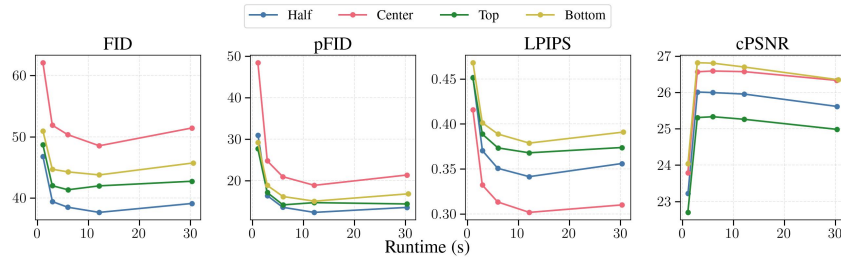 Half Center Top Bottom
FID pFID LPIPS cPSNR
60 50 0.45 27
50 40 0.40 26
40 30 0.35 25
20 0.30 24
23
0 10 20 30 0 10 20 30 0 10 20 30 0 10 20 30
Runtime (s)